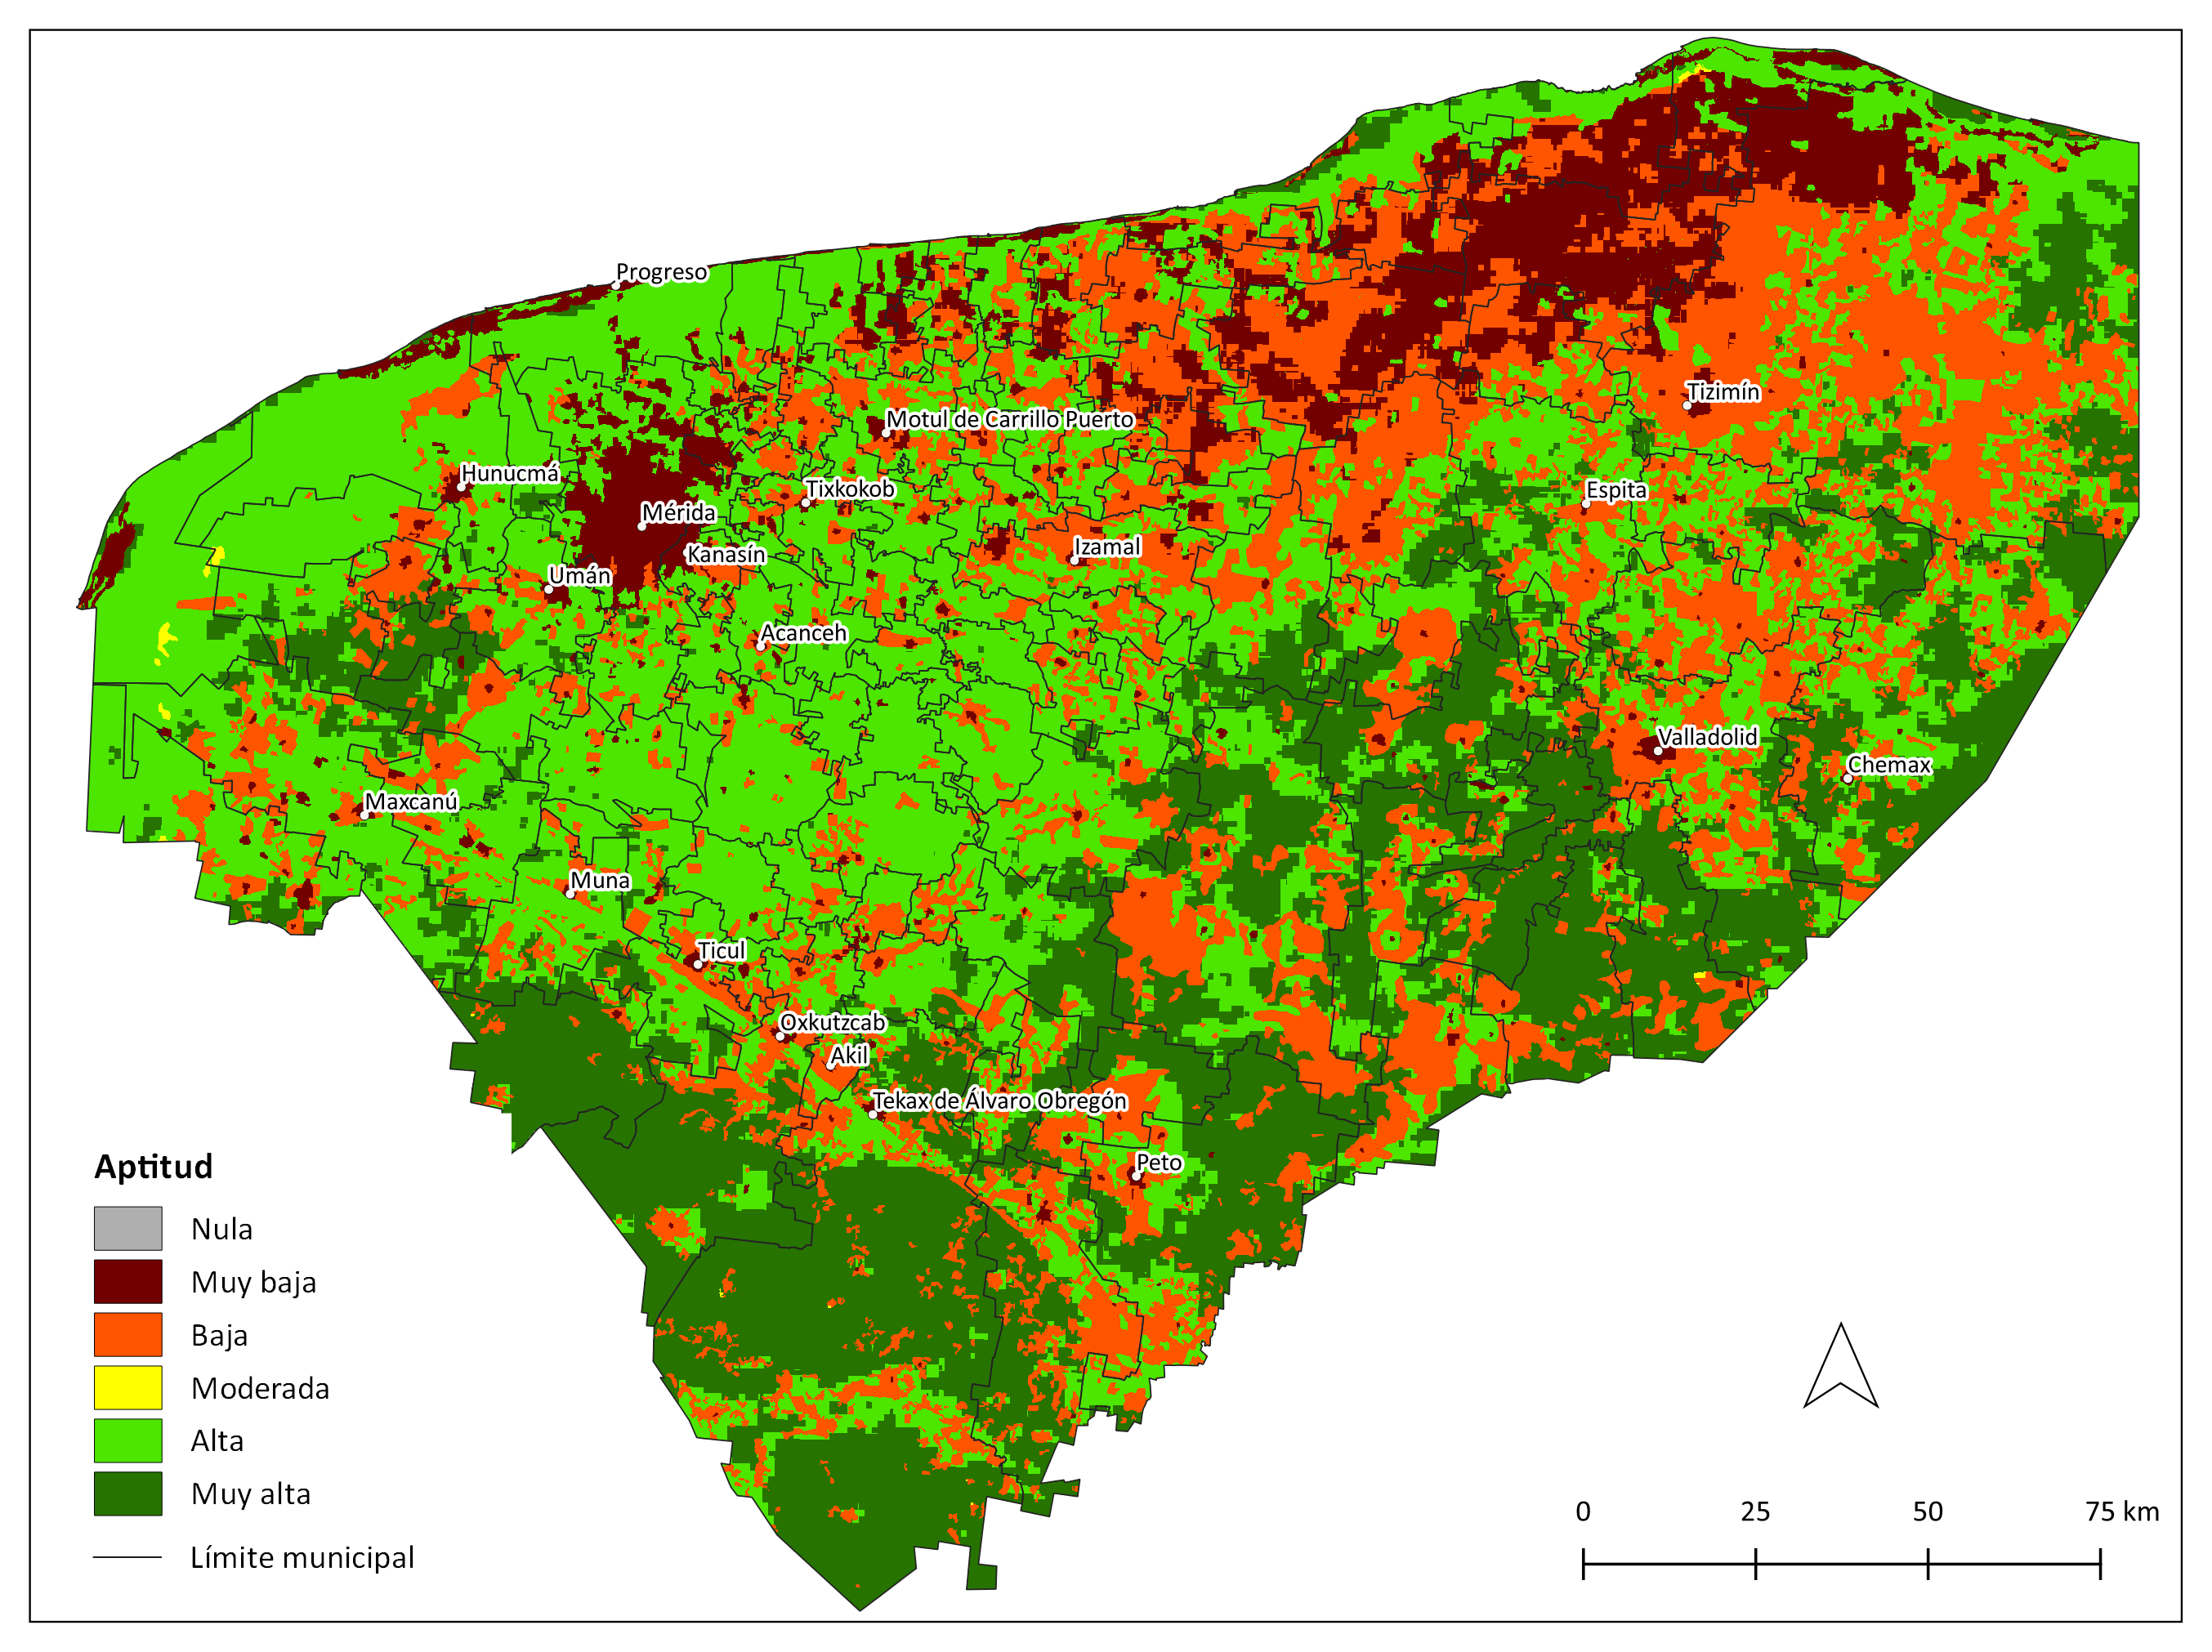 Progreso
Tizimín
Motul de Carrillo Puerto
Hunucmá
Tixkokob
Espita
Mérida
Kanasín
Izamal
Umán
Acanceh
Valladolid
Chemax
Maxcanú
Muna
Ticul
Oxkutzcab
Akil
Tekax de Álvaro Obregón
Peto
Aptitud
Nula
Muy baja
Baja
Moderada
Alta
Muy alta
Límite municipal
0 25 50 75 km